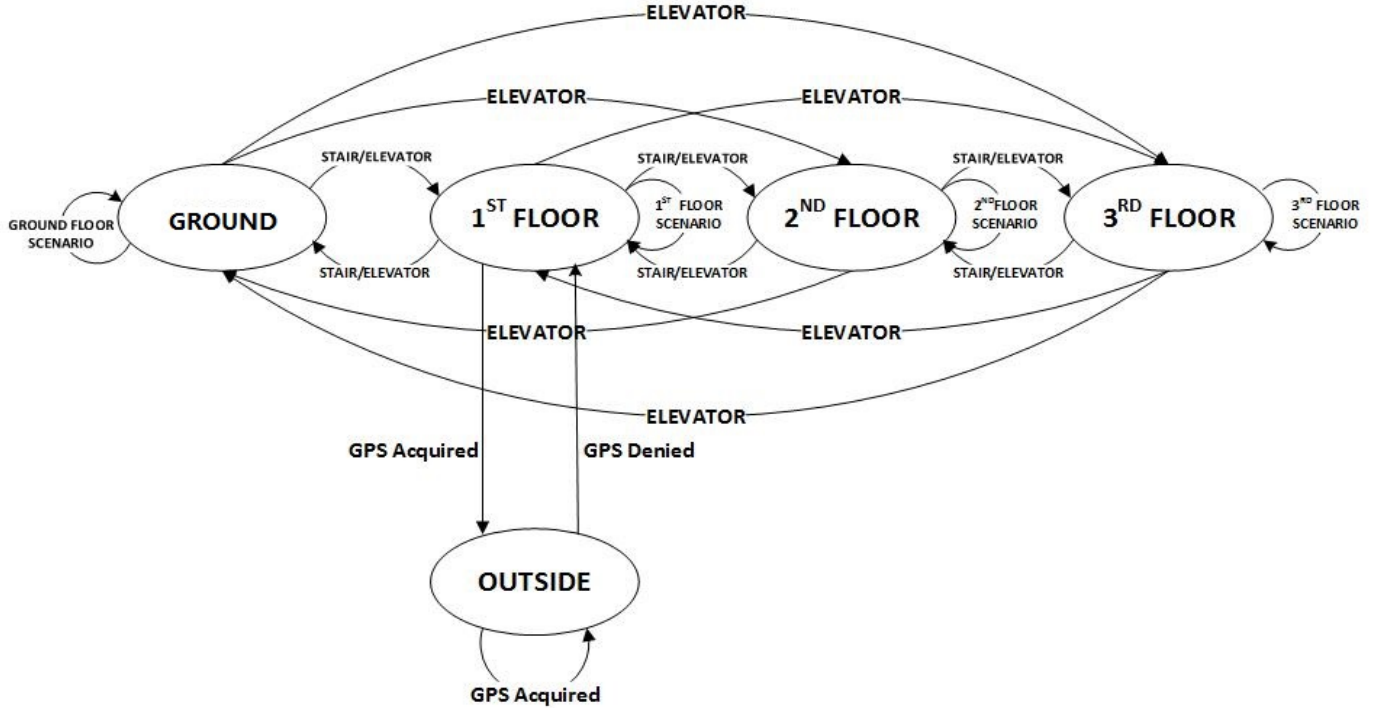 ELEVATOR
ELEVATOR
ELEVATOR
STAIR/ELEVATOR
STAIR/ELEVATOR
STAIR/ELEVATOR
GROUND FLOOR
SCENARIO
GROUND
1ST FLOOR
1ST FLOOR
SCENARIO
2ND FLOOR
2ND FLOOR
SCENARIO
3RD FLOOR
3RD FLOOR
SCENARIO
STAIR/ELEVATOR
STAIR/ELEVATOR
STAIR/ELEVATOR
ELEVATOR
ELEVATOR
ELEVATOR
GPS Acquired
GPS Denied
OUTSIDE
GPS Acquired